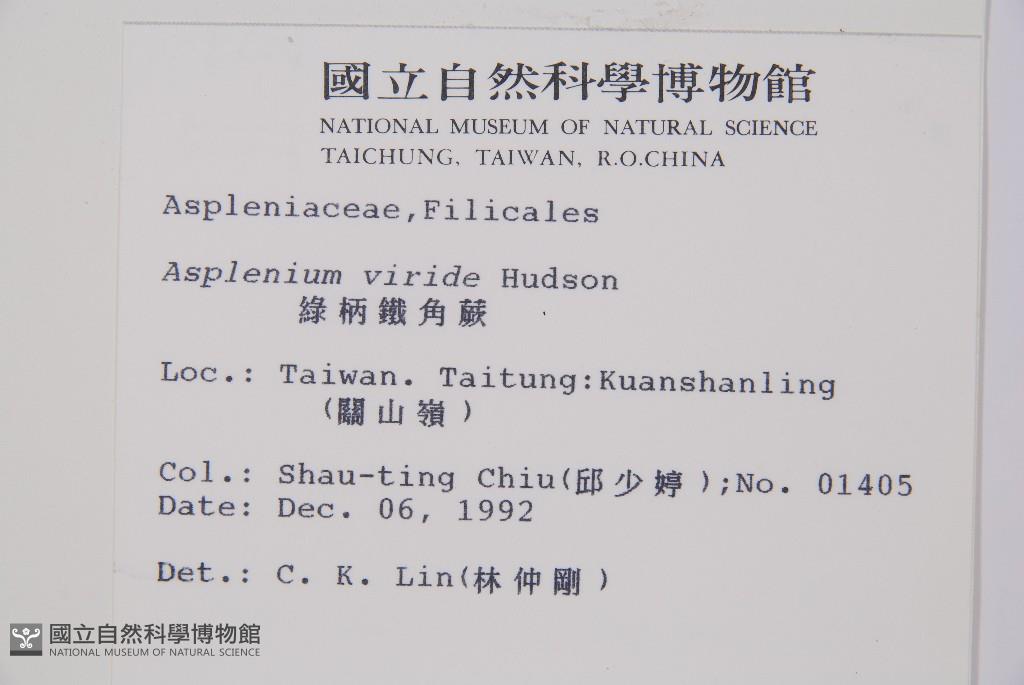 國立自然科學博物館
NATIONAL MUSEUM OF NATURAL SCIENCE
TAICHUNG, TAIWAN, R.O.CHINA
Aspleniaceae,Filicales
Asplenium viride Hudson
綠柄鐵角蕨
Loc.: Taiwan. Taitung:Kuanshanling
(關山嶺)
Col.: Shau-ting Chiu(邱少婷);No. 01405
Date: Dec. 06, 1992
Det.: C. K. Lin(林仲剛)
國立自然科學博物館
NATIONAL MUSEUM OF NATURAL SCIENCE